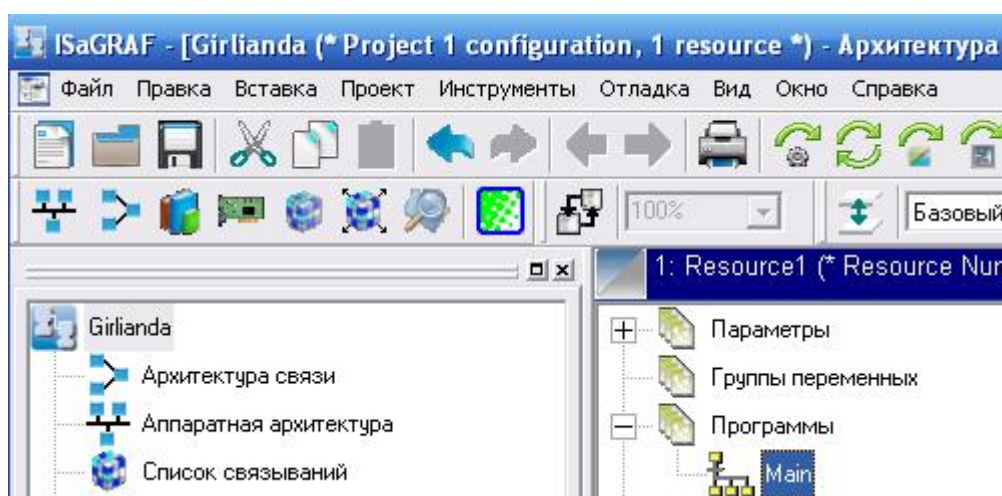 ISaGRAF - [Girlianda (* Project 1 configuration, 1 resource *) - Архитектура
Файл Правка Вставка Проект Инструменты Отладка Вид Окно Справка
100%
Базовый
1: Resource1 (* Resource Num
Girlianda
Архитектура связи
Аппаратная архитектура
Список связываний
Параметры
Группы переменных
Программы
Main